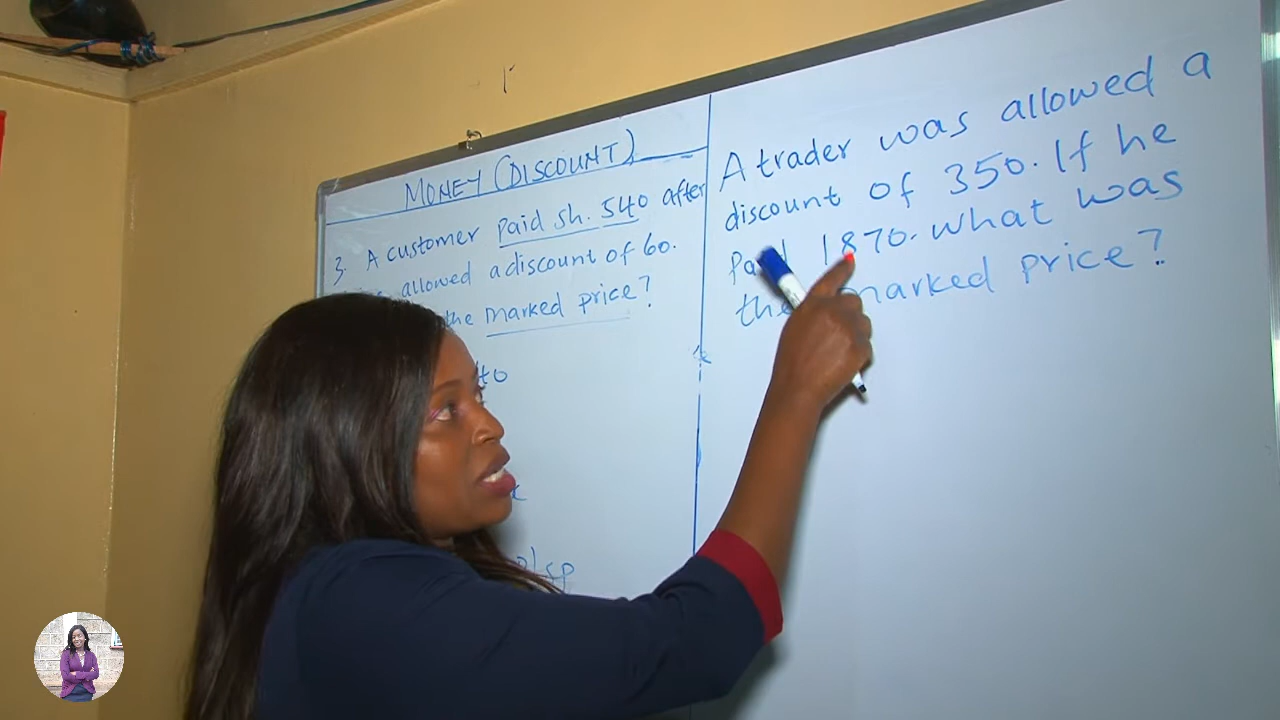 MONEY (DISCOUNT)
3. A customer paid sh. 540 after
allowed a discount of 60.
the marked price?
A trader was allowed a
discount of 350. If he
1870. what was
marked price?